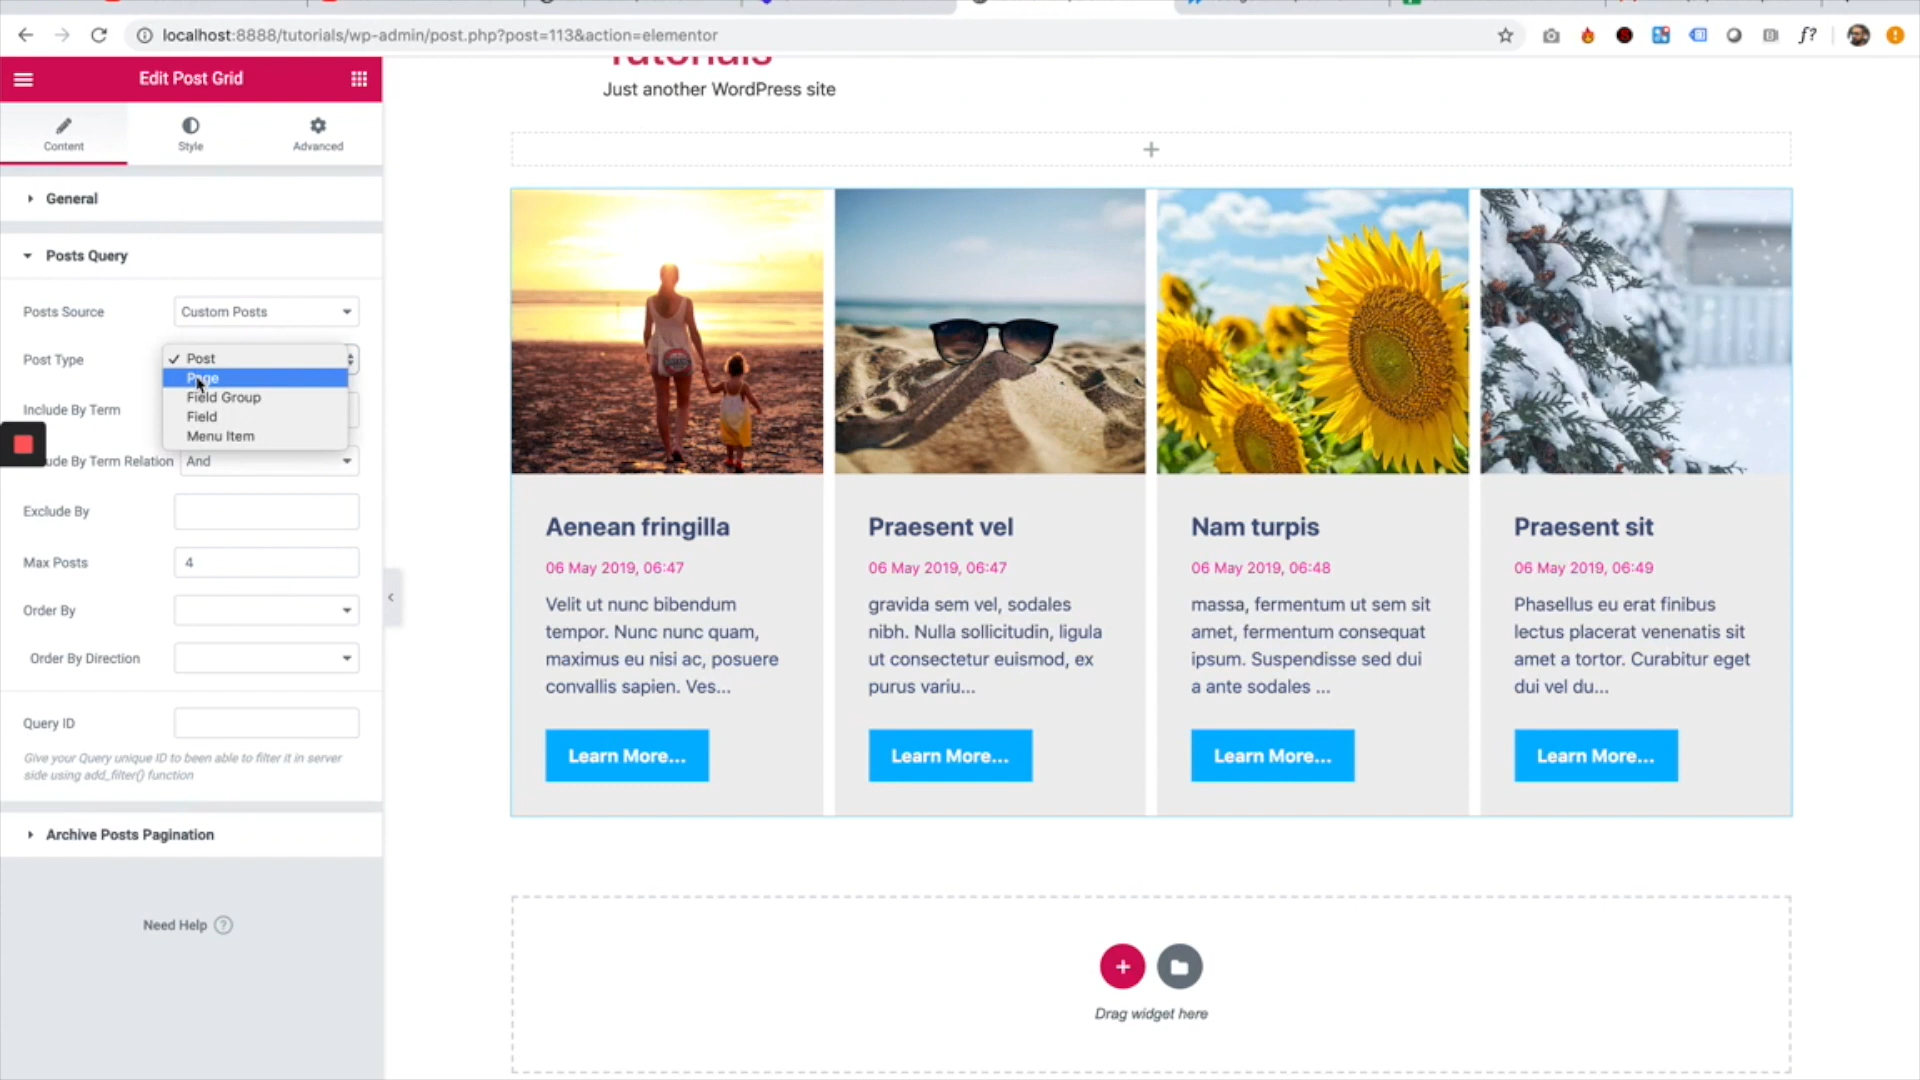 localhost:8888/tutorials/wp-admin/post.php?post=113&action=elementor
f?
Edit Post Grid
Content
Style
Advanced
General
Posts Query
Posts Source
Custom Posts
Post Type
✓ Post
Page
Field Group
Field
Menu Item
Include By Term
ude By Term Relation
And
Exclude By
Max Posts
4
Order By
Order By Direction
Query ID
Give your Query unique ID to been able to filter it in server
side using add_filter() function
Archive Posts Pagination
Need Help ?
Tutorials
Just another WordPress site
Aenean fringilla
06 May 2019, 06:47
Velit ut nunc bibendum
tempor. Nunc nunc quam,
maximus eu nisi ac, posuere
convallis sapien. Ves...
Learn More...
Praesent vel
06 May 2019, 06:47
gravida sem vel, sodales
nibh. Nulla sollicitudin, ligula
ut consectetur euismod, ex
purus variu...
Learn More...
Nam turpis
06 May 2019, 06:48
massa, fermentum ut sem sit
amet, fermentum consequat
ipsum. Suspendisse sed dui
a ante sodales ...
Learn More...
Praesent sit
06 May 2019, 06:49
Phasellus eu erat finibus
lectus placerat venenatis sit
amet a tortor. Curabitur eget
dui vel du...
Learn More...
Drag widget here